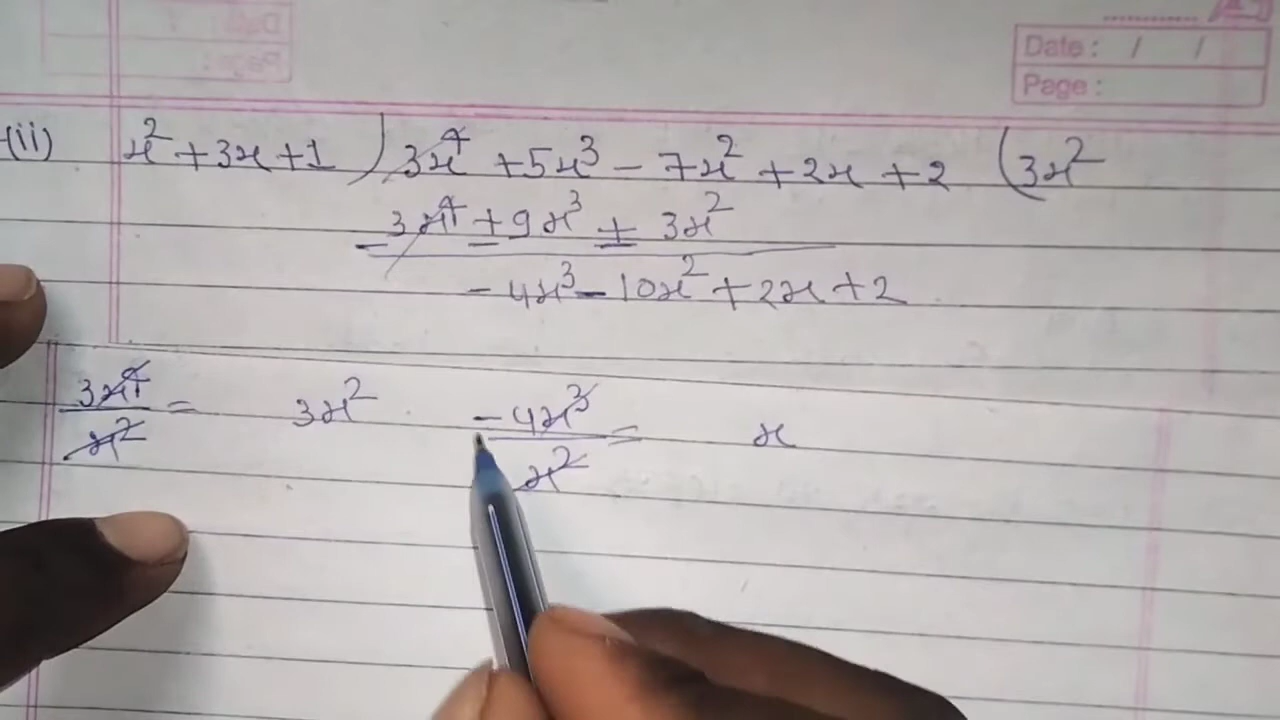 Date : / /
Page :
(ii) x² + 3x + 1 ) 3x⁴ + 5x³ - 7x² + 2x + 2 ( 3x²
3x⁴ + 9x³ + 3x²
- - -
- 4x³ - 10x² + 2x + 2
3x⁴/x² = 3x² -4x³/x² = x